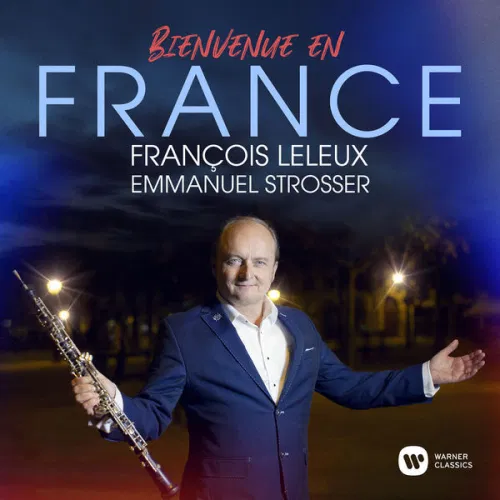 BIENVENUE EN
FRANCE
FRANÇOIS LELEUX
EMMANUEL STROSSER
WARNER
CLASSICS